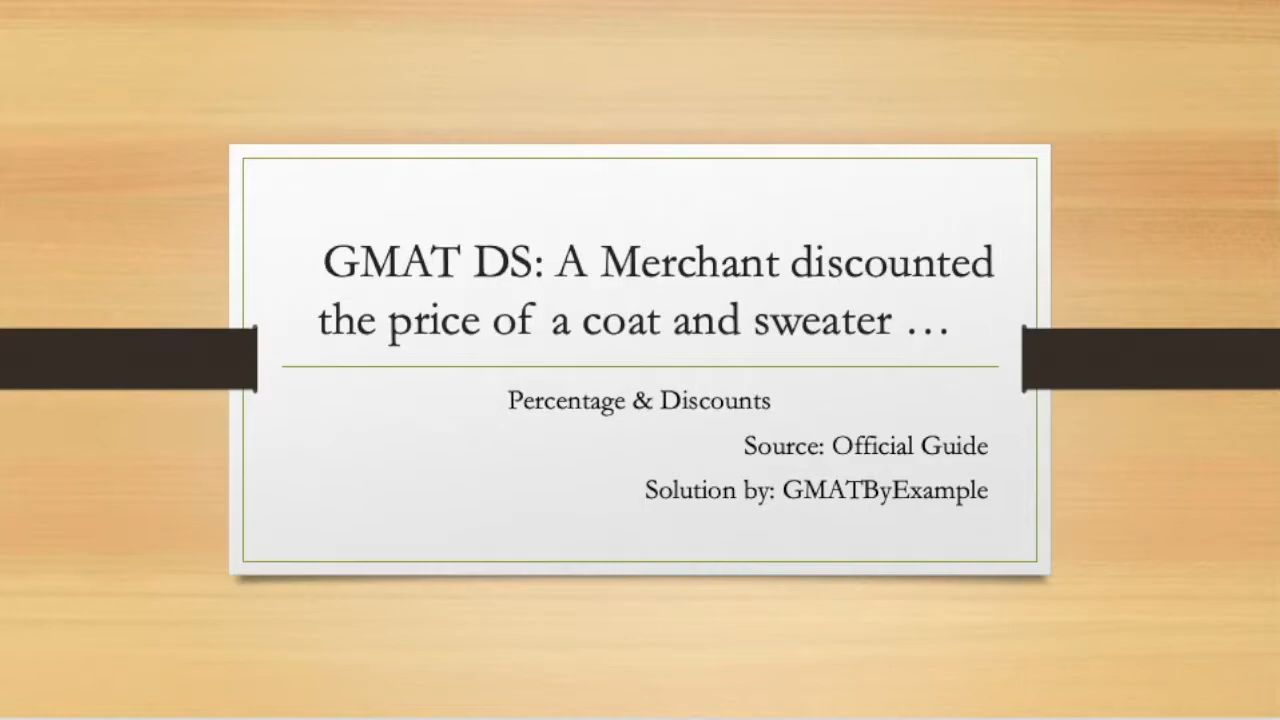 GMAT DS: A Merchant discounted
the price of a coat and sweater …
Percentage & Discounts
Source: Official Guide
Solution by: GMATByExample